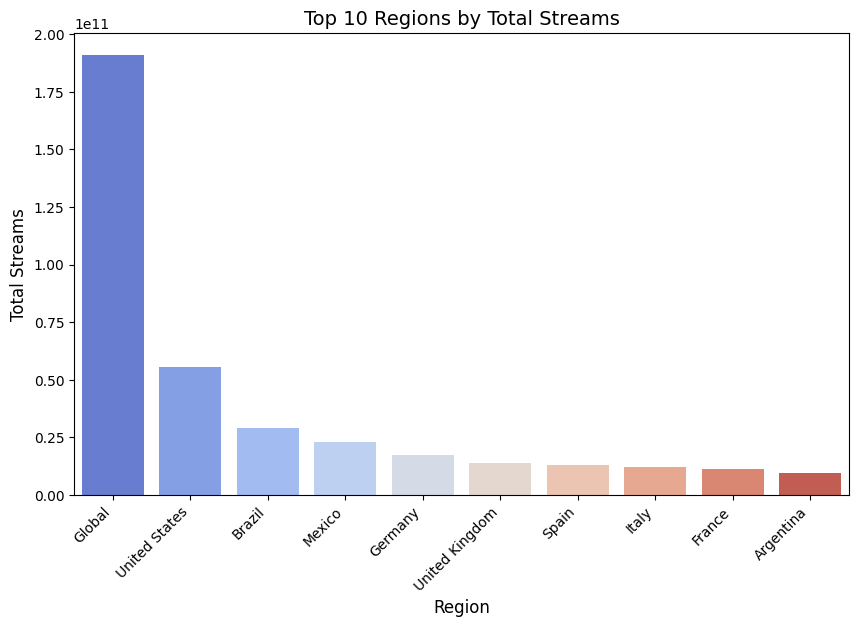 Top 10 Regions by Total Streams
1e11
2.00
1.75
1.50
1.25
1.00
0.75
0.50
0.25
0.00
Total Streams
Global
United States
Brazil
Mexico
Germany
United Kingdom
Spain
Italy
France
Argentina
Region